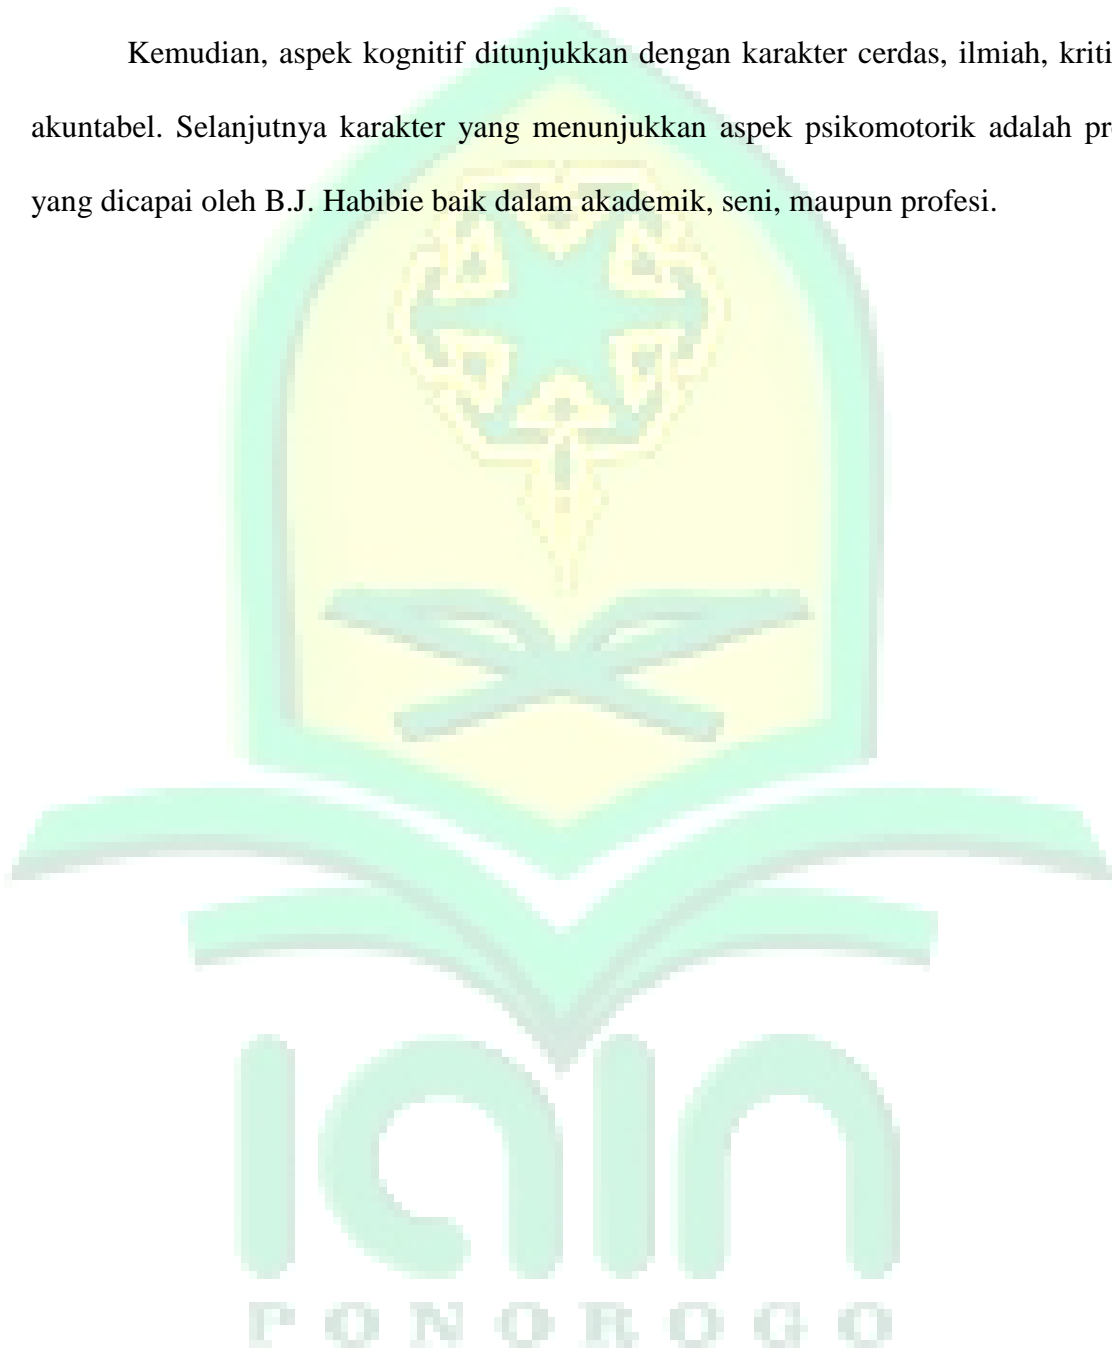 Kemudian, aspek kognitif ditunjukkan dengan karakter cerdas, ilmiah,
akuntabel. Selanjutnya karakter yang menunjukkan aspek psikomotorik adalah
yang dicapai oleh B.J. Habibie baik dalam akademik, seni, maupun profesi.
iain
PONOROGO